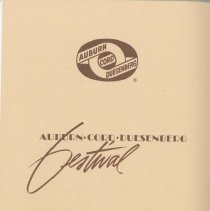 AUBURN
CORD
DUESENBERG
®
AUBURN·CORD·DUESENBERG
Festival